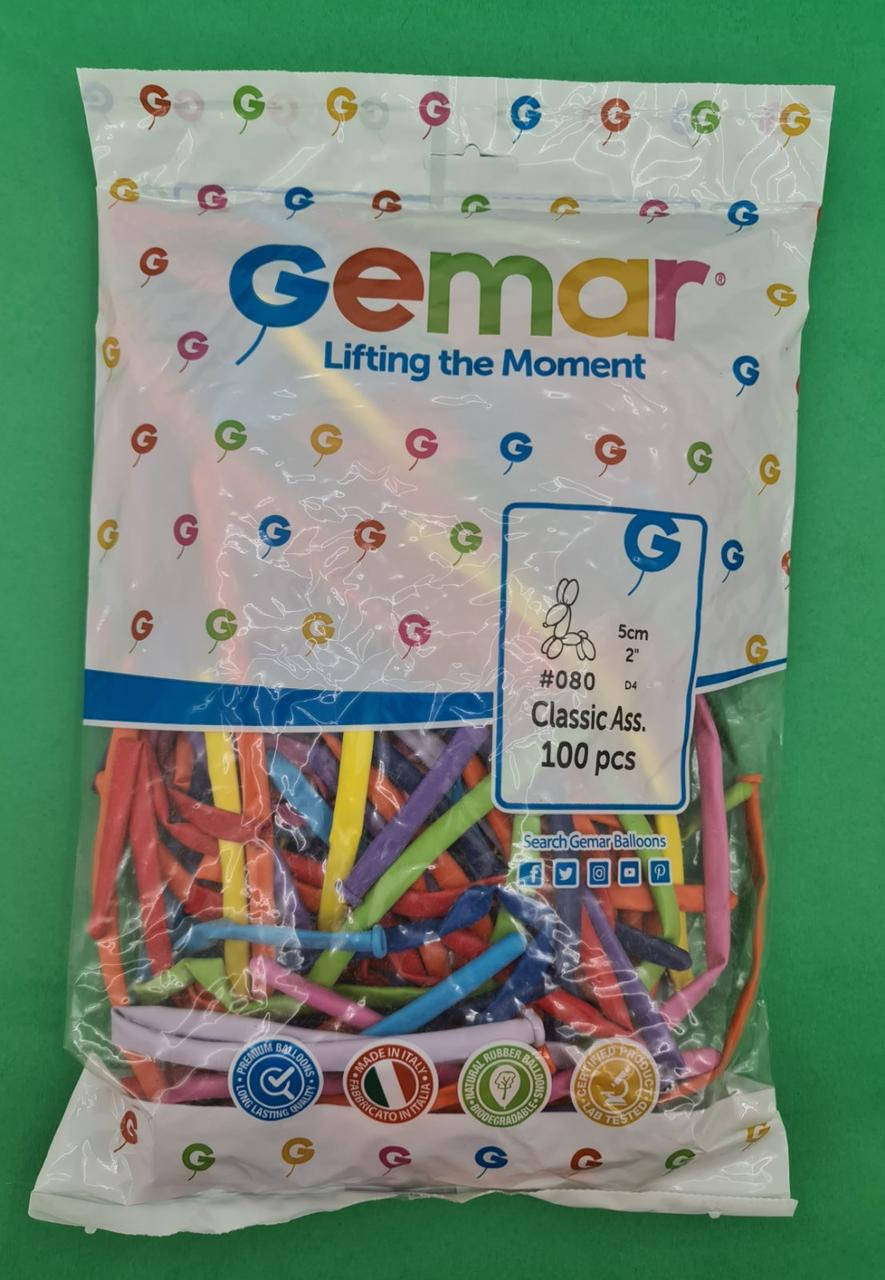 Gemar®
Lifting the Moment
5cm
2"
#080 D4
Classic Ass.
100 pcs
Search Gemar Balloons
PREMIUM BALLOONS
• LONG LASTING QUALITY •
MADE IN ITALY
• FABBRICATO IN ITALIA •
NATURAL RUBBER BALLOONS
• BIODEGRADABLE •
CERTIFIED PRODUCT
• LAB TESTED •